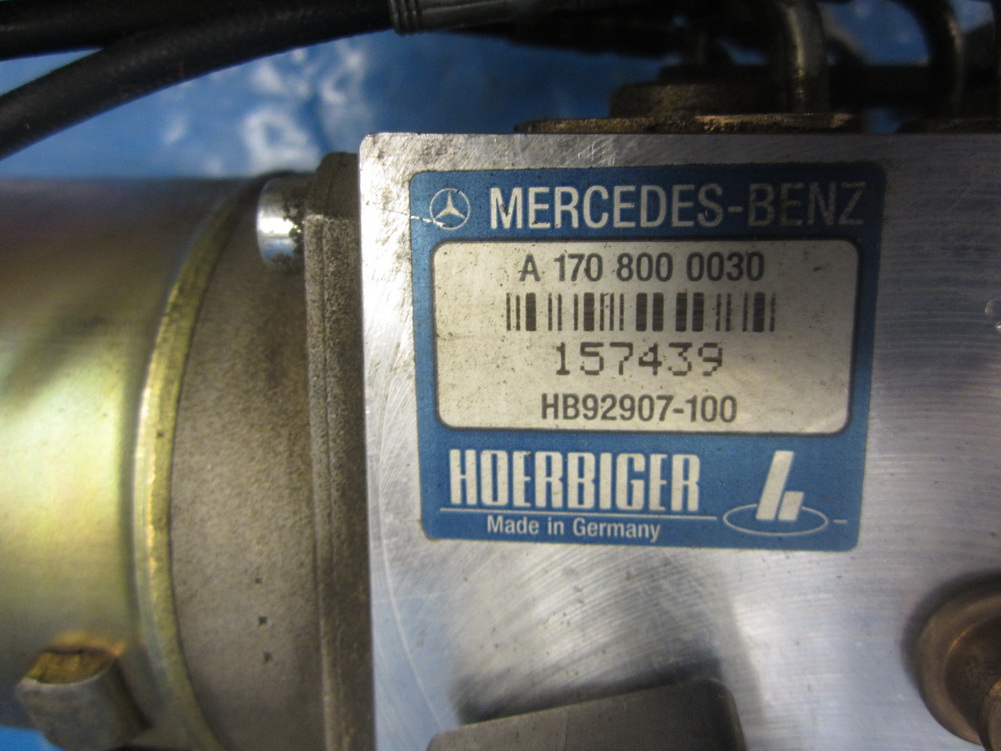 MERCEDES-BENZ
A 170 800 0030
157439
HB92907-100
HOERBIGER
Made in Germany